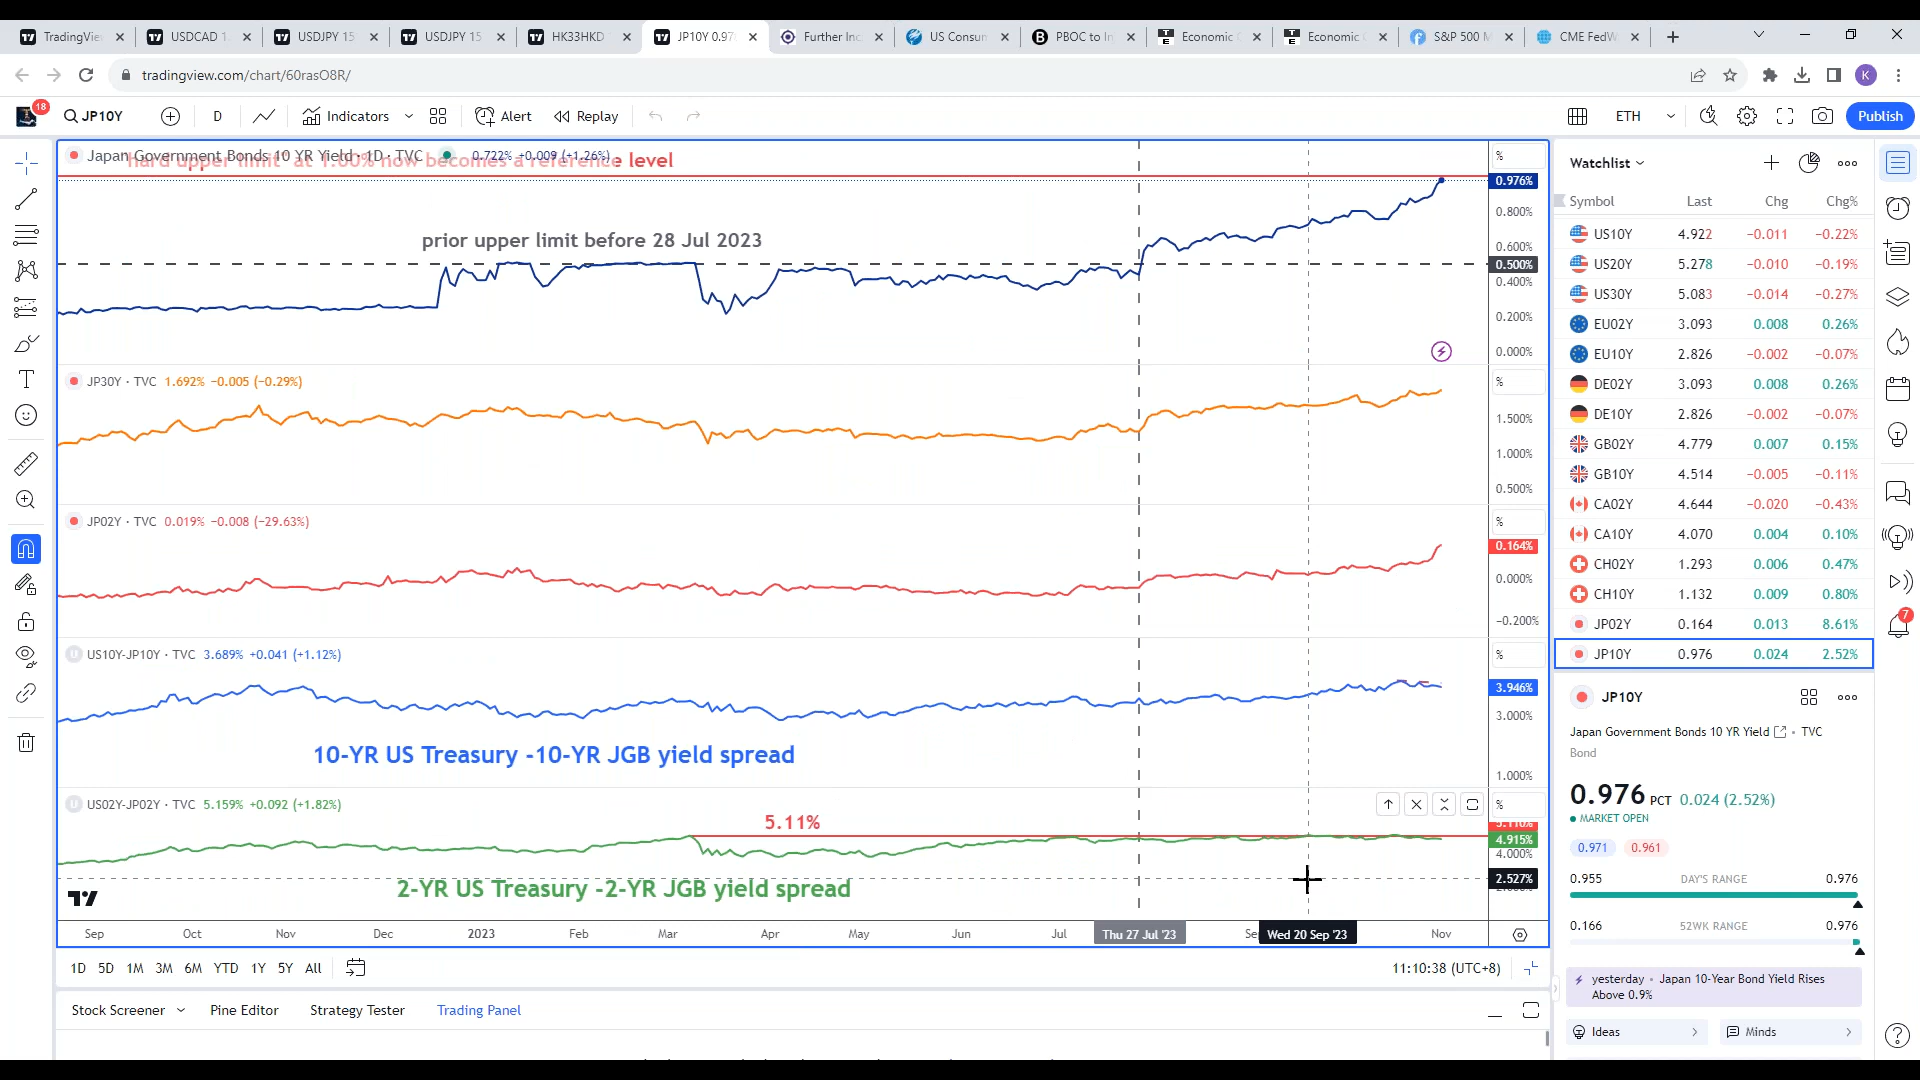 TradingVie
USDCAD 1
USDJPY 15
USDJPY 15
HK33HKD
JP10Y 0.97
Further Inc
US Consum
PBOC to In
Economic C
Economic C
S&P 500 M
CME FedW
tradingview.com/chart/60rasO8R/
K
18
JP10Y
D
Indicators
Alert
Replay
ETH
Publish
hard upper limit at 1.00% now becomes a reference level
Japan Government Bonds 10 YR Yield · 1D · TVC 0.722% +0.009 (+1.26%)
prior upper limit before 28 Jul 2023
%
0.976%
0.800%
0.600%
0.500%
0.400%
0.200%
0.000%
JP30Y · TVC 1.692% −0.005 (−0.29%)
%
1.500%
1.000%
0.500%
JP02Y · TVC 0.019% −0.008 (−29.63%)
%
0.164%
0.000%
−0.200%
US10Y-JP10Y · TVC 3.689% +0.041 (+1.12%)
%
3.946%
3.000%
1.000%
10-YR US Treasury -10-YR JGB yield spread
US02Y-JP02Y · TVC 5.159% +0.092 (+1.82%)
%
5.11%
5.110%
4.915%
4.000%
2.527%
2-YR US Treasury -2-YR JGB yield spread
Sep Oct Nov Dec 2023 Feb Mar Apr May Jun Jul Thu 27 Jul '23 Se Wed 20 Sep '23 Nov
1D 5D 1M 3M 6M YTD 1Y 5Y All
11:10:38 (UTC+8)
Stock Screener
Pine Editor
Strategy Tester
Trading Panel
Watchlist
Symbol Last Chg Chg%
US10Y 4.922 −0.011 −0.22%
US20Y 5.278 −0.010 −0.19%
US30Y 5.083 −0.014 −0.27%
EU02Y 3.093 0.008 0.26%
EU10Y 2.826 −0.002 −0.07%
DE02Y 3.093 0.008 0.26%
DE10Y 2.826 −0.002 −0.07%
GB02Y 4.779 0.007 0.15%
GB10Y 4.514 −0.005 −0.11%
CA02Y 4.644 −0.020 −0.43%
CA10Y 4.070 0.004 0.10%
CH02Y 1.293 0.006 0.47%
CH10Y 1.132 0.009 0.80%
JP02Y 0.164 0.013 8.61%
JP10Y 0.976 0.024 2.52%
JP10Y
Japan Government Bonds 10 YR Yield • TVC
Bond
0.976 PCT 0.024 (2.52%)
MARKET OPEN
0.971 0.961
0.955 DAY'S RANGE 0.976
0.166 52WK RANGE 0.976
yesterday • Japan 10-Year Bond Yield Rises
Above 0.9%
Ideas
Minds
7